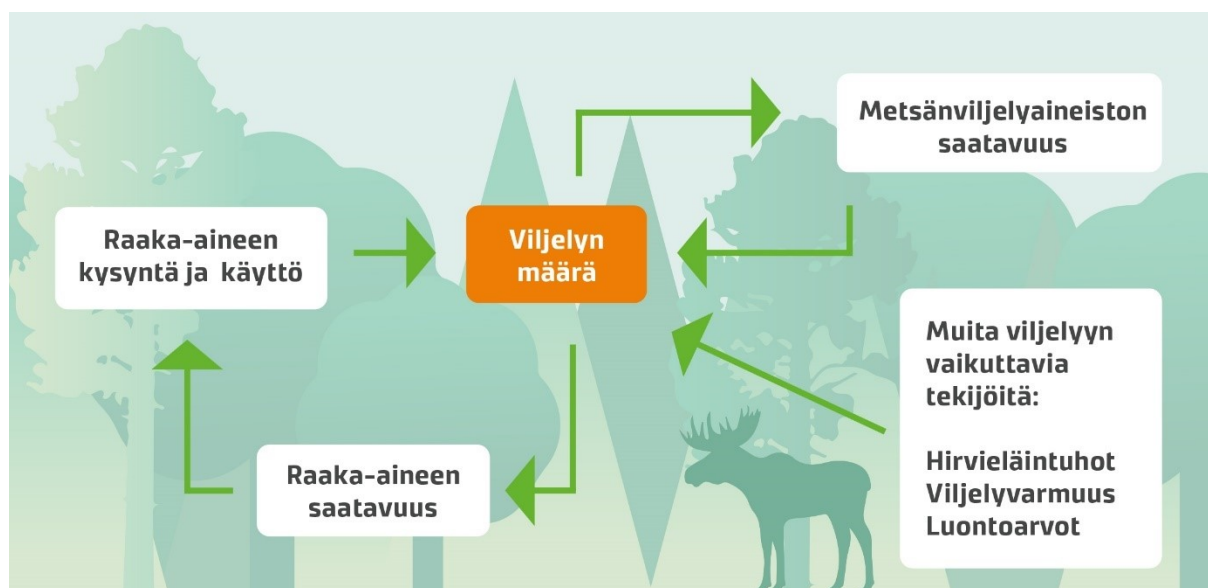 Metsänviljelyaineiston
saatavuus
Raaka-aineen
kysyntä ja käyttö
Viljelyn
määrä
Muita viljelyyn
vaikuttavia
tekijöitä:
Hirvieläintuhot
Viljelyvarmuus
Luontoarvot
Raaka-aineen
saatavuus